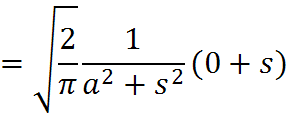 = √(2/π) 1/(a² + s²) (0 + s)